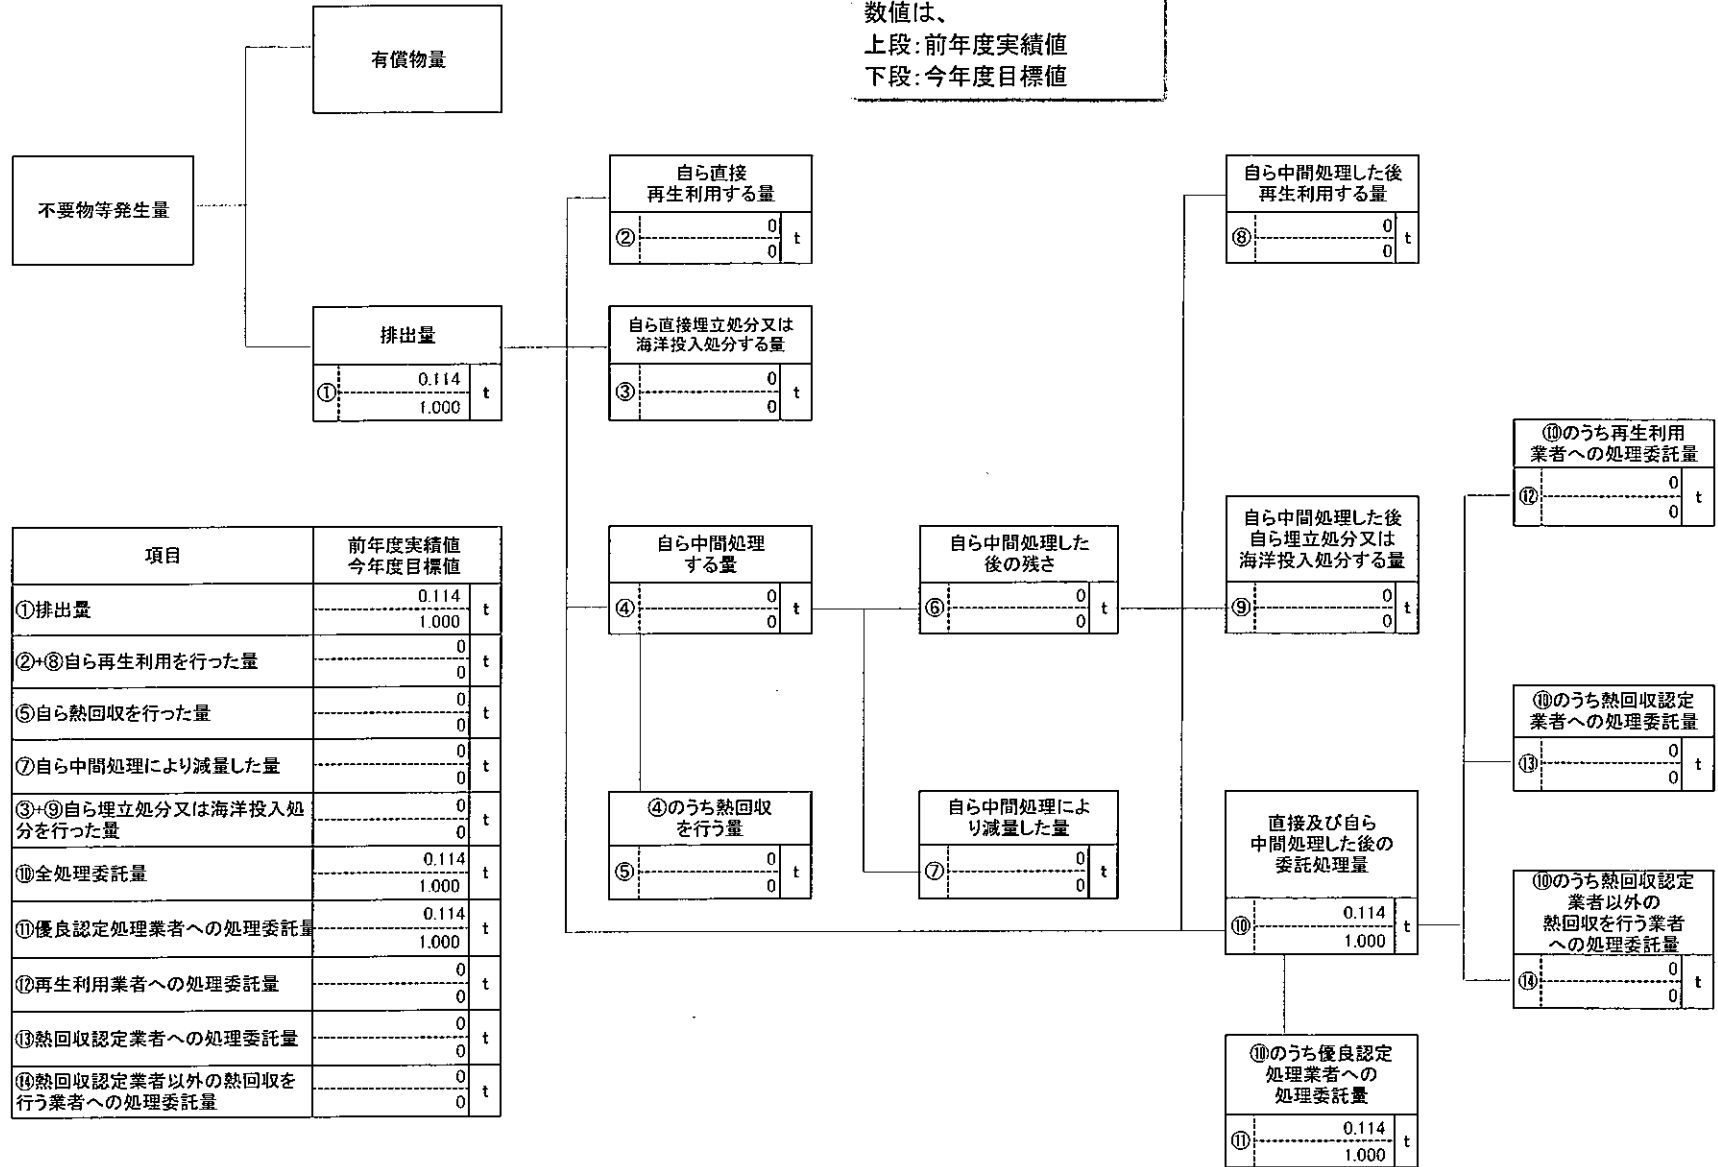 数値は、
上段：前年度実績値
下段：今年度目標値
有償物量
不要物等発生量
排出量
① 0.114 t
1.000
自ら直接
再生利用する量
② 0 t
0
自ら直接埋立処分又は
海洋投入処分する量
③ 0 t
0
自ら中間処理した後
再生利用する量
⑧ 0 t
0
自ら中間処理
する量
④ 0 t
0
自ら中間処理した
後の残さ
⑥ 0 t
0
自ら中間処理した後
自ら埋立処分又は
海洋投入処分する量
⑨ 0 t
0
④のうち熱回収
を行う量
⑤ 0 t
0
自ら中間処理によ
り減量した量
⑦ 0 t
0
直接及び自ら
中間処理した後の
委託処理量
⑩ 0.114 t
1.000
⑩のうち優良認定
処理業者への
処理委託量
⑪ 0.114 t
1.000
⑩のうち再生利用
業者への処理委託量
⑫ 0 t
0
⑩のうち熱回収認定
業者への処理委託量
⑬ 0 t
0
⑩のうち熱回収認定
業者以外の
熱回収を行う業者
への処理委託量
⑭ 0 t
0
項目 前年度実績値
今年度目標値
①排出量 0.114 t
1.000
②+⑧自ら再生利用を行った量 0 t
0
⑤自ら熱回収を行った量 0 t
0
⑦自ら中間処理により減量した量 0 t
0
③+⑨自ら埋立処分又は海洋投入処 0 t
分を行った量 0
⑩全処理委託量 0.114 t
1.000
⑪優良認定処理業者への処理委託量 0.114 t
1.000
⑫再生利用業者への処理委託量 0 t
0
⑬熱回収認定業者への処理委託量 0 t
0
⑭熱回収認定業者以外の熱回収を 0 t
行う業者への処理委託量 0